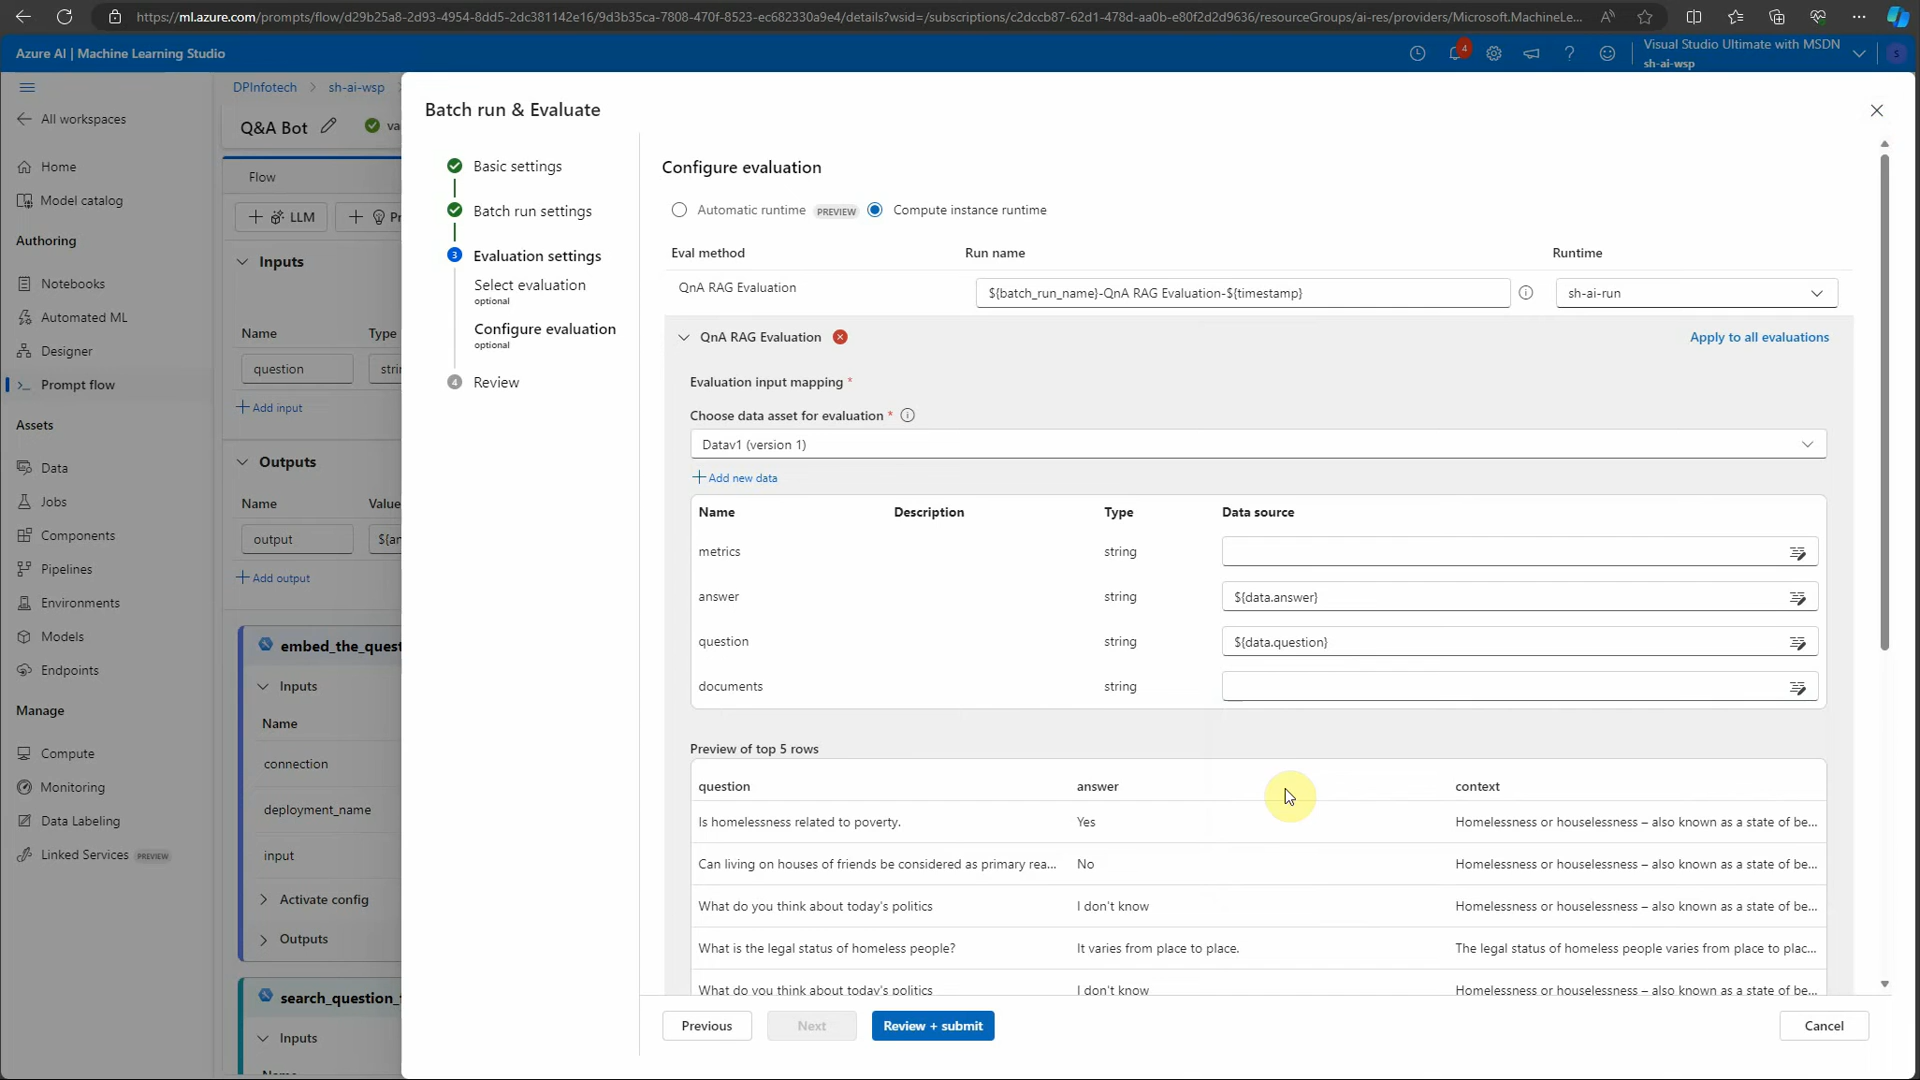 https://ml.azure.com/prompts/flow/d29b25a8-2d93-4954-8dd5-2dc381142e16/9d3b35ca-7808-470f-8523-ec682330a9e4/details?wsid=/subscriptions/c2dccb87-62d1-478d-aa0b-e80f2d2d9636/resourceGroups/ai-res/providers/Microsoft.MachineLe...
Azure AI | Machine Learning Studio
4
Visual Studio Ultimate with MSDN
sh-ai-wsp
S
All workspaces
Home
Model catalog
Authoring
Notebooks
Automated ML
Designer
Prompt flow
Assets
Data
Jobs
Components
Pipelines
Environments
Models
Endpoints
Manage
Compute
Monitoring
Data Labeling
Linked Services PREVIEW
DPInfotech > sh-ai-wsp >
Q&A Bot va
Flow
LLM
Pr
Inputs
Name Type
question stri
Add input
Outputs
Name Value
output ${an
Add output
embed_the_quest
Inputs
Name
connection
deployment_name
input
Activate config
Outputs
search_question_
Inputs
Name
Batch run & Evaluate
Basic settings
Batch run settings
3 Evaluation settings
Select evaluation
optional
Configure evaluation
optional
4 Review
Configure evaluation
Automatic runtime PREVIEW Compute instance runtime
Eval method Run name Runtime
QnA RAG Evaluation ${batch_run_name}-QnA RAG Evaluation-${timestamp} sh-ai-run
QnA RAG Evaluation Apply to all evaluations
Evaluation input mapping *
Choose data asset for evaluation *
Datav1 (version 1)
Add new data
Name Description Type Data source
metrics string
answer string ${data.answer}
question string ${data.question}
documents string
Preview of top 5 rows
question answer context
Is homelessness related to poverty. Yes Homelessness or houselessness – also known as a state of be...
Can living on houses of friends be considered as primary rea... No Homelessness or houselessness – also known as a state of be...
What do you think about today's politics I don't know Homelessness or houselessness – also known as a state of be...
What is the legal status of homeless people? It varies from place to place. The legal status of homeless people varies from place to plac...
What do you think about today's politics I don't know Homelessness or houselessness – also known as a state of be...
Previous Next Review + submit Cancel